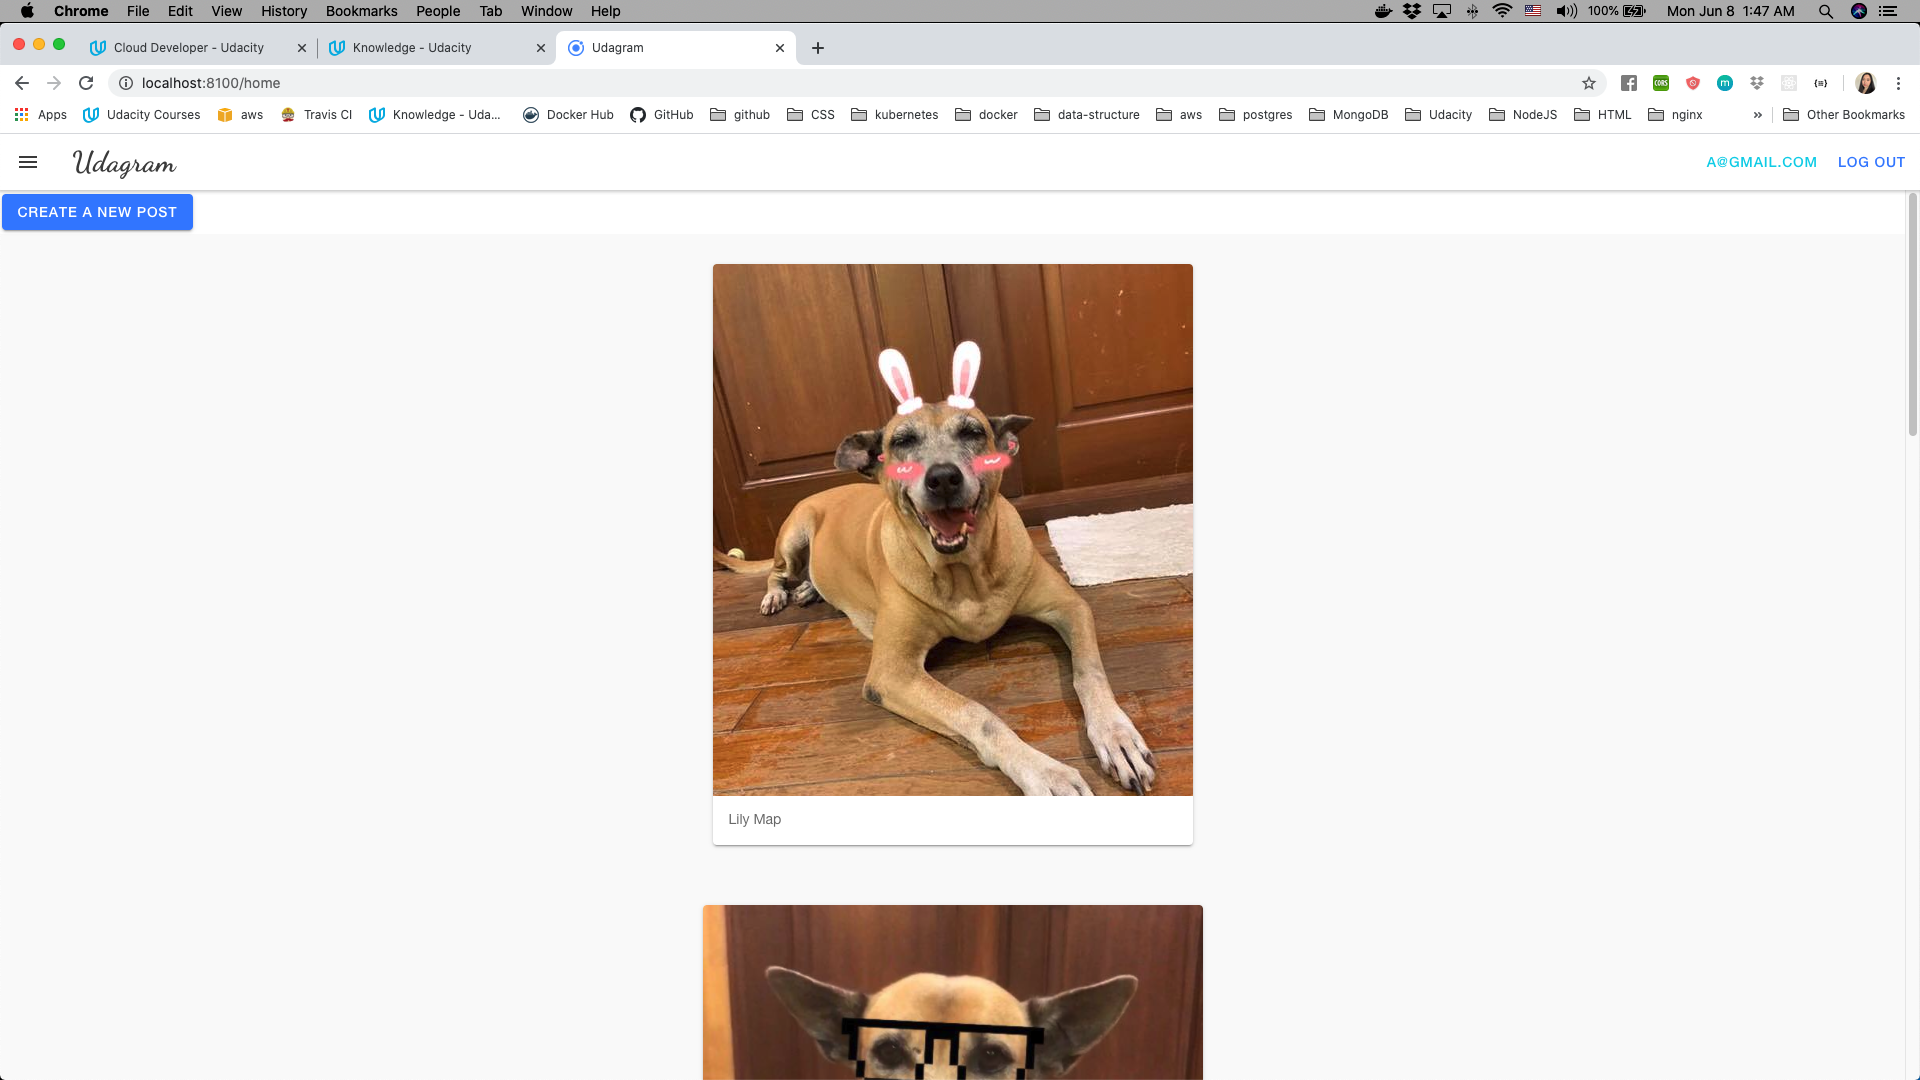 Chrome File Edit View History Bookmarks People Tab Window Help 100% Mon Jun 8 1:47 AM
Cloud Developer - Udacity Knowledge - Udacity Udagram
localhost:8100/home CORS m
Apps Udacity Courses aws Travis CI Knowledge - Uda... Docker Hub GitHub github CSS kubernetes docker data-structure aws postgres MongoDB Udacity NodeJS HTML nginx » Other Bookmarks
Udagram A@GMAIL.COM LOG OUT
CREATE A NEW POST
Lily Map